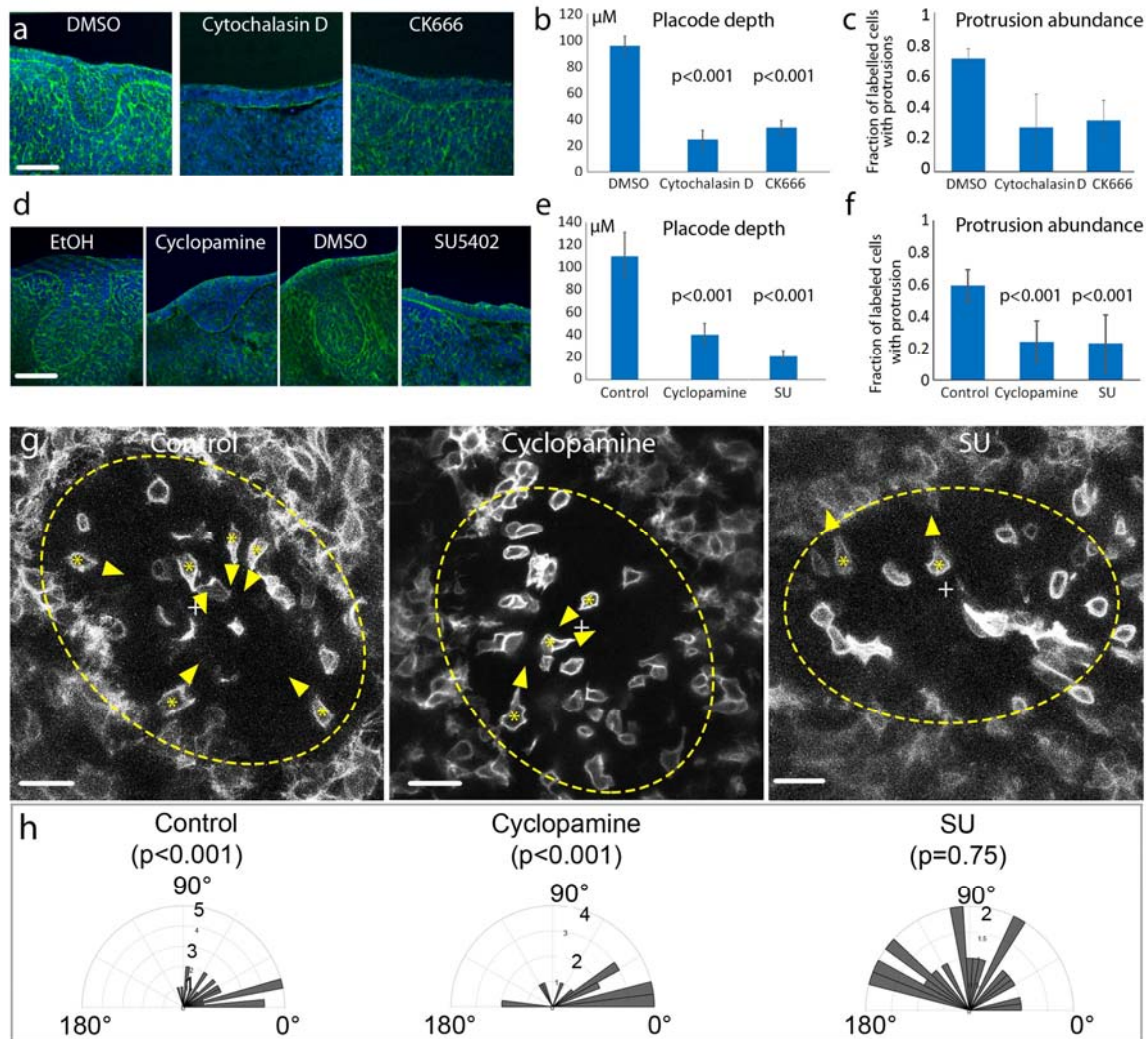 a
DMSO
Cytochalasin D
CK666
b
µM
Placode depth
120
100
80
60
40
20
0
p<0.001
p<0.001
DMSO
Cytochalasin D
CK666
c
Protrusion abundance
Fraction of labelled cells
with protrusions
1
0.8
0.6
0.4
0.2
0
DMSO
Cytochalasin D
CK666
d
EtOH
Cyclopamine
DMSO
SU5402
e
µM
Placode depth
140
120
100
80
60
40
20
0
p<0.001
p<0.001
Control
Cyclopamine
SU
f
Protrusion abundance
Fraction of labeled cells
with protrusion
1
0.8
0.6
0.4
0.2
0
p<0.001
p<0.001
Control
Cyclopamine
SU
g
Control
Cyclopamine
SU
h
Control
(p<0.001)
90°
5
4
3
2
1
180°
0°
Cyclopamine
(p<0.001)
90°
4
3
2
180°
0°
SU
(p=0.75)
90°
2
1.5
180°
0°